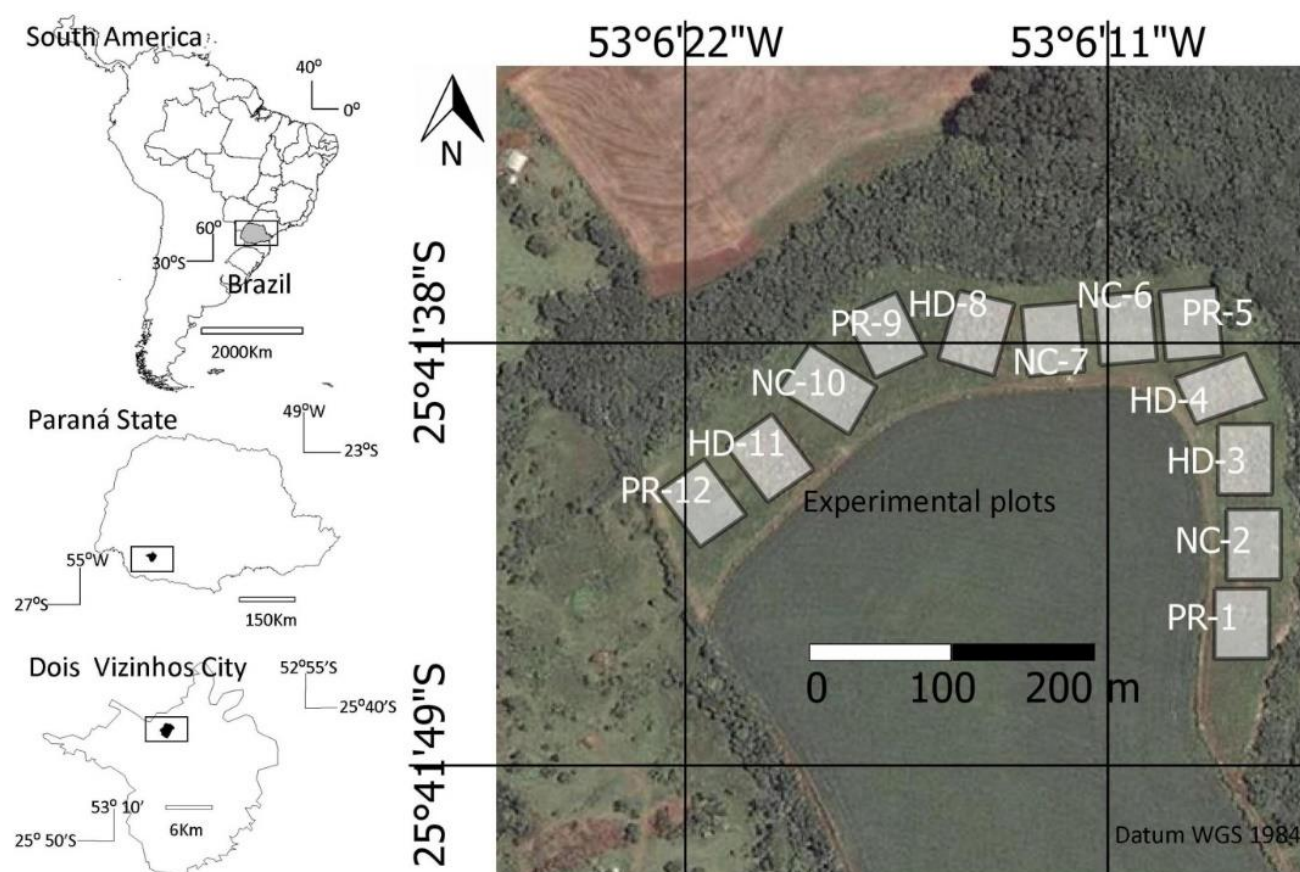 South America
40°
0°
60°
30°S
Brazil
2000Km
Paraná State
49°W
23°S
55°W
27°S
150Km
Dois Vizinhos City
52°55'S
25°40'S
53° 10'
25° 50'S
6Km
N
53°6'22"W
53°6'11"W
25°41'38"S
25°41'49"S
HD-8
NC-6
PR-9
PR-5
NC-7
NC-10
HD-4
HD-11
HD-3
PR-12
Experimental plots
NC-2
PR-1
0 100 200 m
Datum WGS 1984